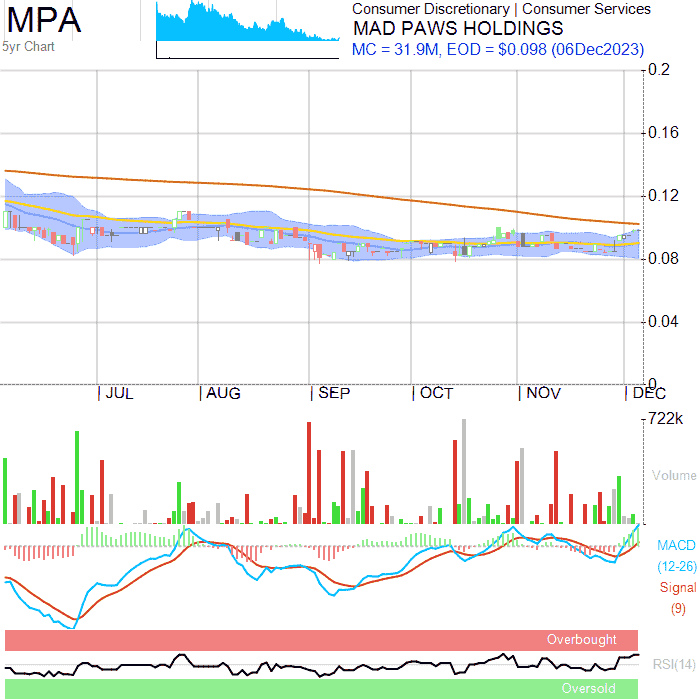 MPA
5yr Chart
Consumer Discretionary | Consumer Services
MAD PAWS HOLDINGS
MC = 31.9M, EOD = $0.098 (06Dec2023)
0.2
0.16
0.12
0.08
0.04
0
JUL AUG SEP OCT NOV DEC
722k
Volume
MACD
(12-26)
Signal
(9)
Overbought
RSI(14)
Oversold